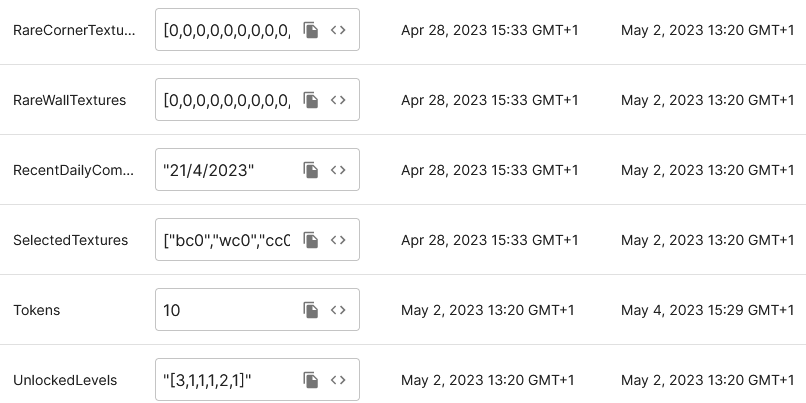 RareCornerTextu... [0,0,0,0,0,0,0,0,0, Apr 28, 2023 15:33 GMT+1 May 2, 2023 13:20 GMT+1
RareWallTextures [0,0,0,0,0,0,0,0,0, Apr 28, 2023 15:33 GMT+1 May 2, 2023 13:20 GMT+1
RecentDailyCom... "21/4/2023" Apr 28, 2023 15:33 GMT+1 May 2, 2023 13:20 GMT+1
SelectedTextures ["bc0","wc0","cc0 Apr 28, 2023 15:33 GMT+1 May 2, 2023 13:20 GMT+1
Tokens 10 May 2, 2023 13:20 GMT+1 May 4, 2023 15:29 GMT+1
UnlockedLevels "[3,1,1,1,2,1]" May 2, 2023 13:20 GMT+1 May 2, 2023 13:20 GMT+1